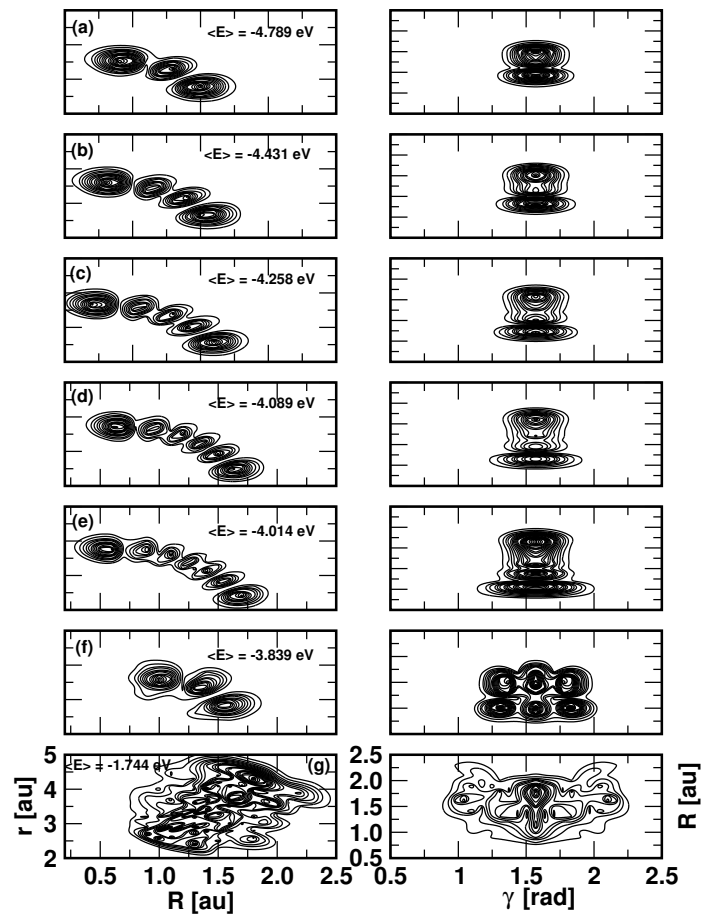 (a) <E> = -4.789 eV
(b) <E> = -4.431 eV
(c) <E> = -4.258 eV
(d) <E> = -4.089 eV
(e) <E> = -4.014 eV
(f) <E> = -3.839 eV
<E> = -1.744 eV (g)
5
4
3
2
r [au]
0.5 1.0 1.5 2.0 2.5
R [au]
2.5
2.0
1.5
1.0
0.5
R [au]
0.5 1 1.5 2 2.5
γ [rad]